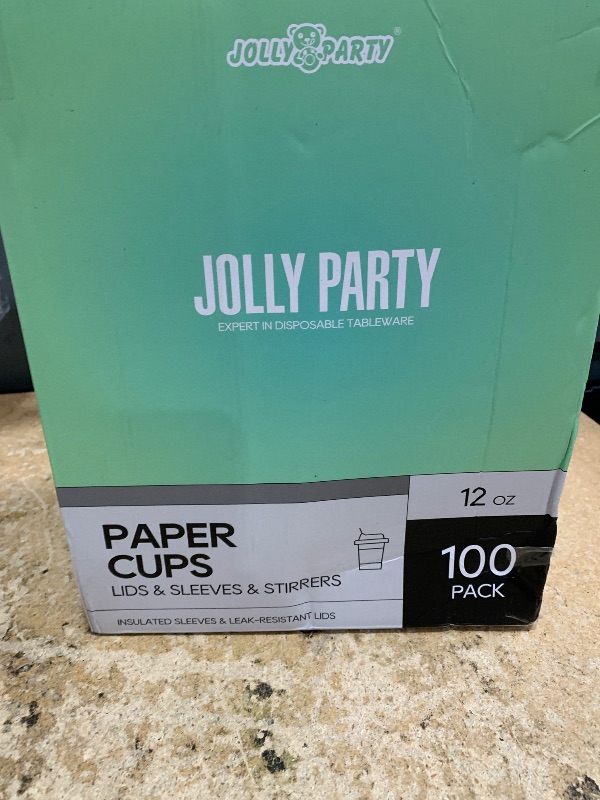 JOLLY PARTY®
JOLLY PARTY
EXPERT IN DISPOSABLE TABLEWARE
12 OZ
PAPER
CUPS
LIDS & SLEEVES & STIRRERS
INSULATED SLEEVES & LEAK-RESISTANT LIDS
100
PACK